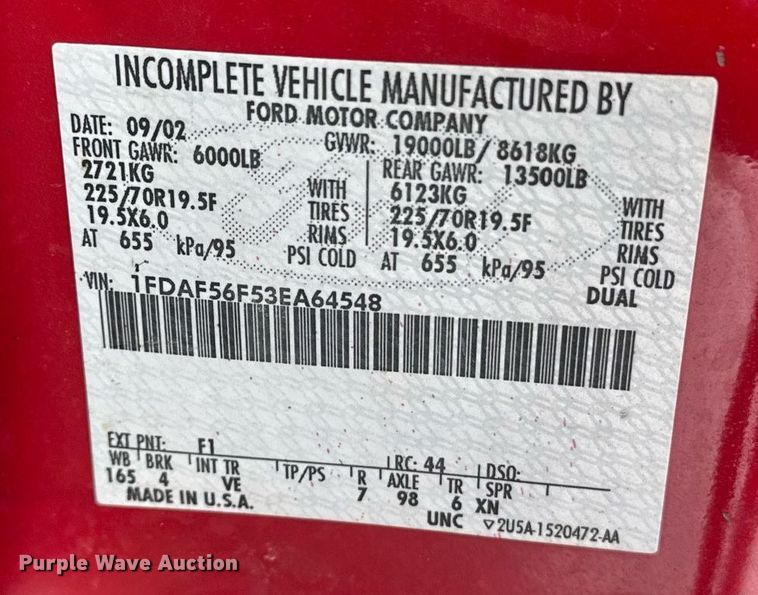 INCOMPLETE VEHICLE MANUFACTURED BY
FORD MOTOR COMPANY
DATE: 09/02 GVWR: 19000LB/ 8618KG
FRONT GAWR: 6000LB REAR GAWR: 13500LB
2721KG WITH 6123KG WITH
225/70R19.5F TIRES 225/70R19.5F TIRES
19.5X6.0 RIMS 19.5X6.0 RIMS
AT 655 kPa/95 PSI COLD AT 655 kPa/95 PSI COLD
DUAL
VIN: 1FDAF56F53EA64548
EXT PNT: F1 RC: 44 DSO:
WB BRK INT TR TP/PS R AXLE TR SPR
165 4 VE 7 98 6 XN
MADE IN U.S.A. UNC ▽2U5A-1520472-AA
Purple Wave Auction